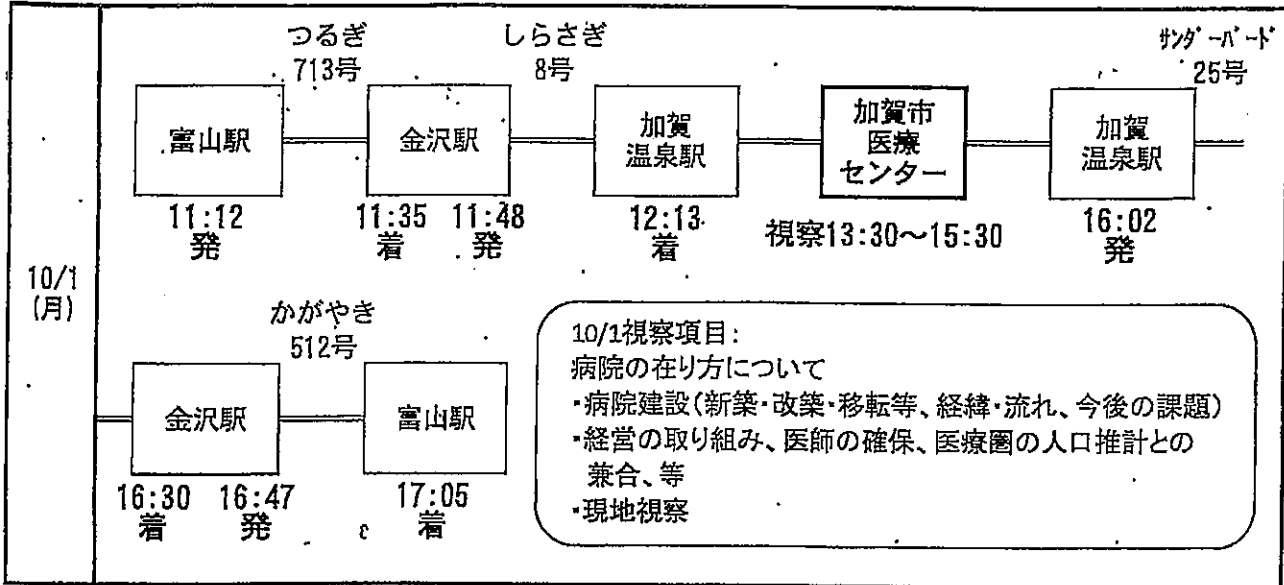 10/1
(月)
つるぎ
713号
しらさぎ
8号
サンダーバード
25号
富山駅
金沢駅
加賀
温泉駅
加賀市
医療
センター
加賀
温泉駅
11:12
発
11:35
着
11:48
発
12:13
着
視察13:30～15:30
16:02
発
かがやき
512号
金沢駅
富山駅
16:30
着
16:47
発
17:05
着
10/1視察項目:
病院の在り方について
・病院建設(新築・改築・移転等、経緯・流れ、今後の課題)
・経営の取り組み、医師の確保、医療圏の人口推計との
兼合、等
・現地視察